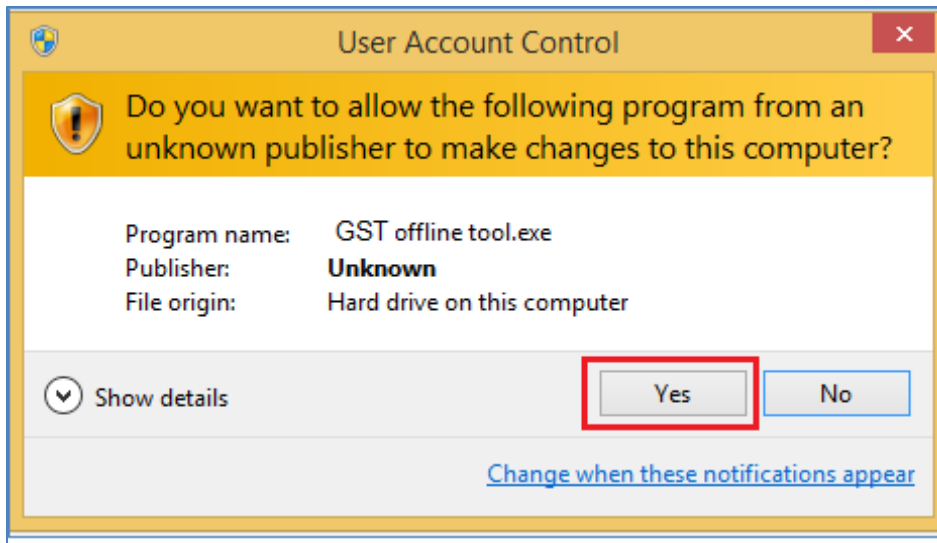 User Account Control
Do you want to allow the following program from an
unknown publisher to make changes to this computer?
Program name: GST offline tool.exe
Publisher: Unknown
File origin: Hard drive on this computer
Show details Yes No
Change when these notifications appear